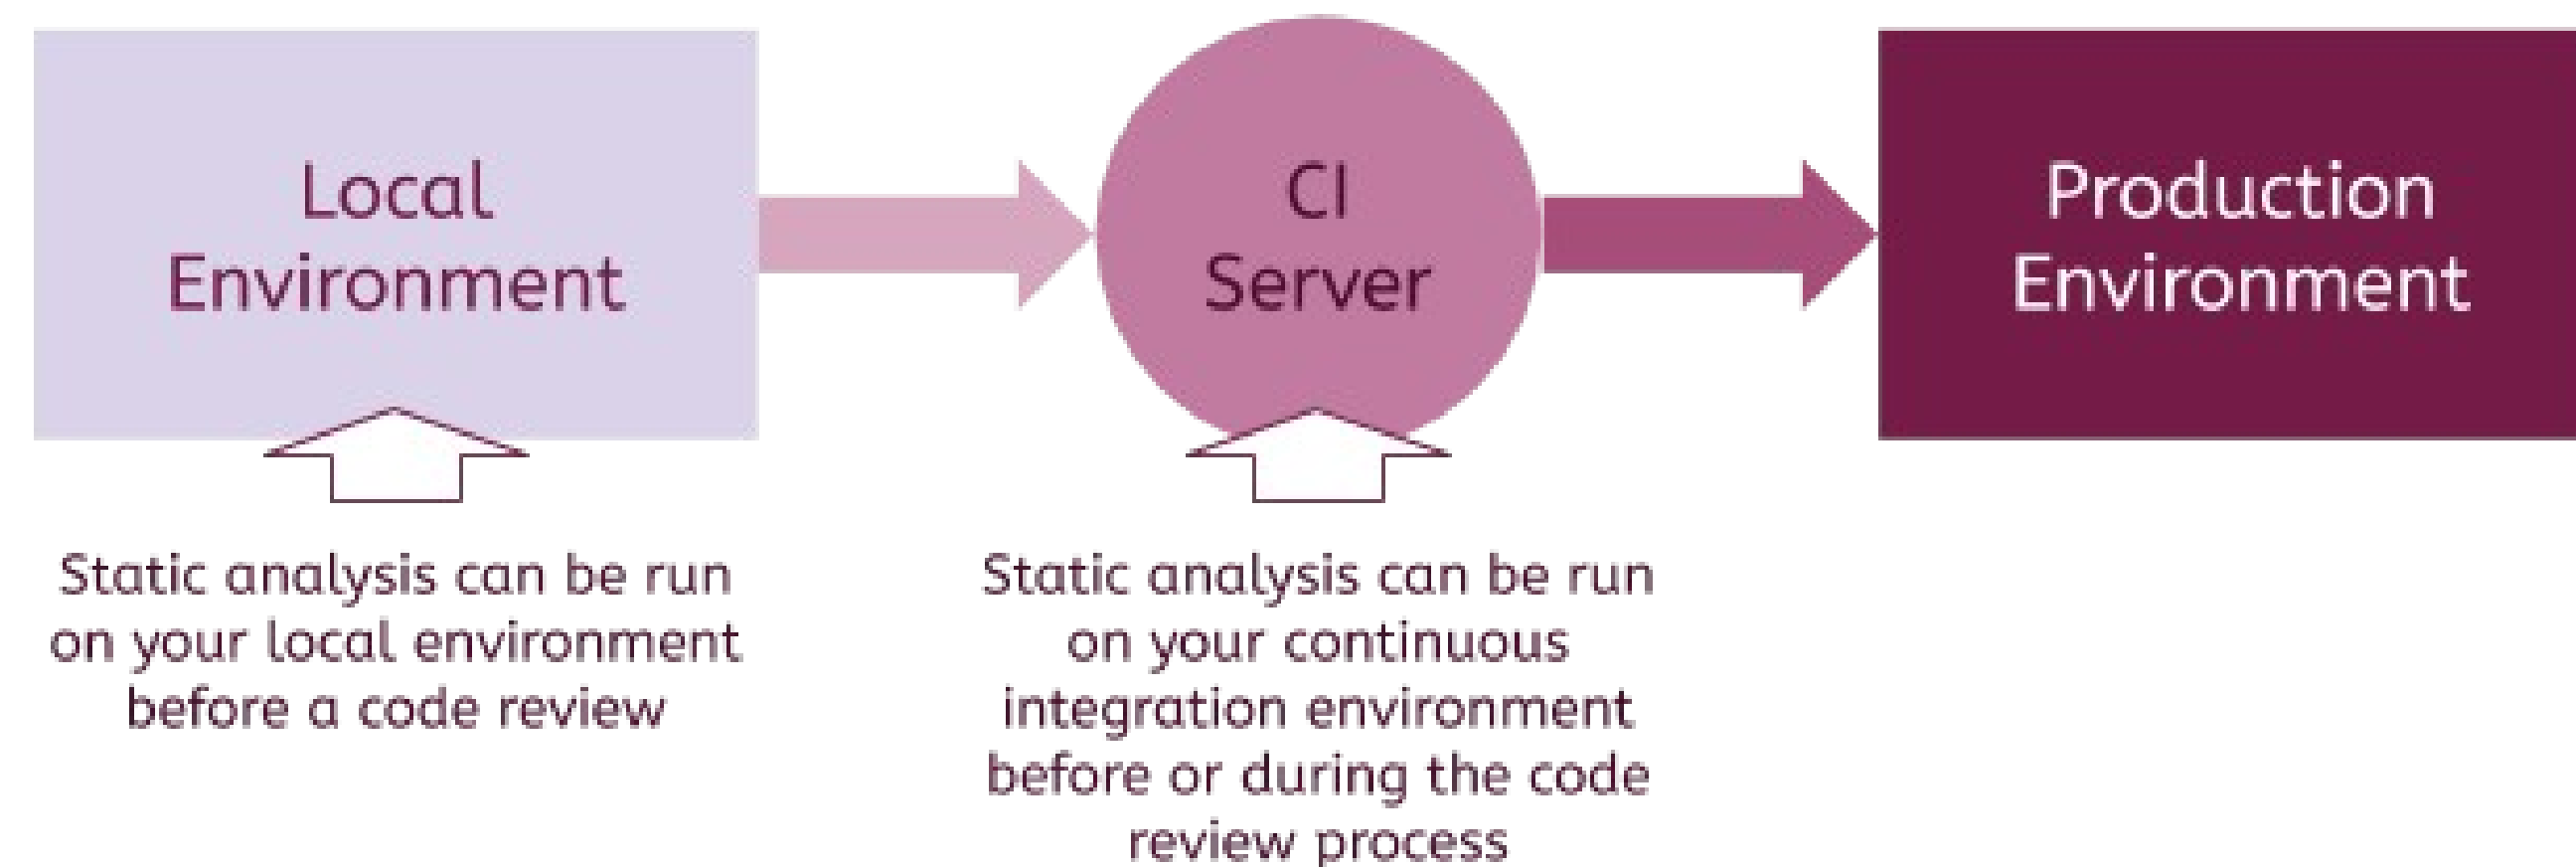 Local
Environment
CI
Server
Production
Environment
Static analysis can be run
on your local environment
before a code review
Static analysis can be run
on your continuous
integration environment
before or during the code
review process